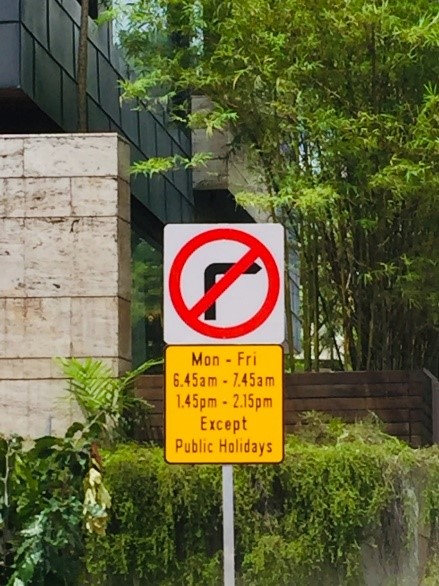 Mon - Fri
6.45am - 7.45am
1.45pm - 2.15pm
Except
Public Holidays